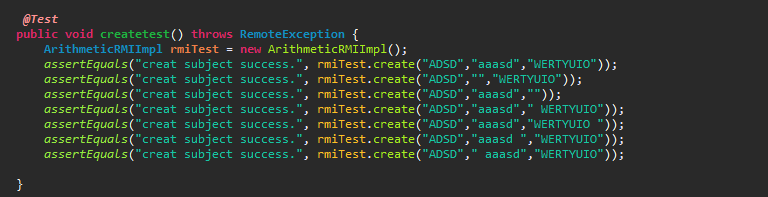 @Test
public void createtest() throws RemoteException {
ArithmeticRMIImpl rmiTest = new ArithmeticRMIImpl();
assertEquals("creat subject success.", rmiTest.create("ADSD","aaasd","WERTYUIO"));
assertEquals("creat subject success.", rmiTest.create("ADSD","","WERTYUIO"));
assertEquals("creat subject success.", rmiTest.create("ADSD","aaasd",""));
assertEquals("creat subject success.", rmiTest.create("ADSD","aaasd"," WERTYUIO"));
assertEquals("creat subject success.", rmiTest.create("ADSD","aaasd","WERTYUIO "));
assertEquals("creat subject success.", rmiTest.create("ADSD","aaasd ","WERTYUIO"));
assertEquals("creat subject success.", rmiTest.create("ADSD"," aaasd","WERTYUIO"));
}